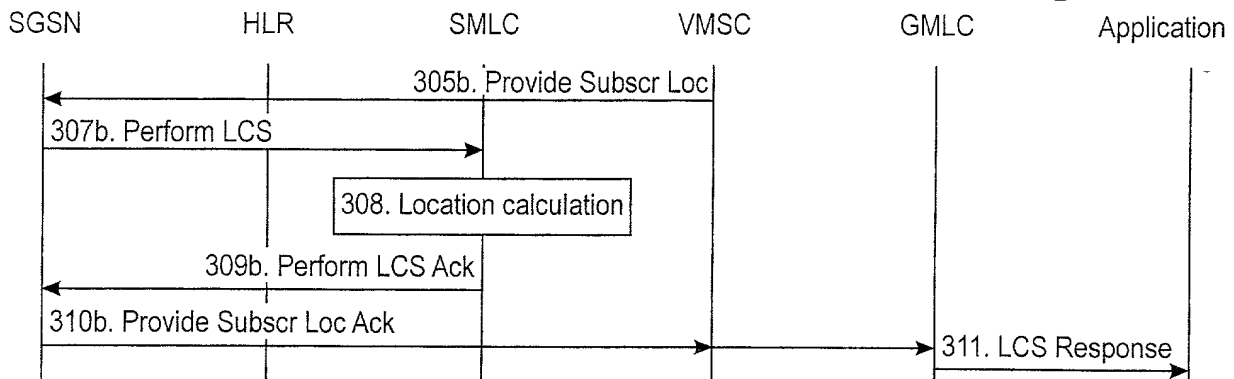 SGSN HLR SMLC VMSC GMLC Application
305b. Provide Subscr Loc
307b. Perform LCS
308. Location calculation
309b. Perform LCS Ack
310b. Provide Subscr Loc Ack
311. LCS Response